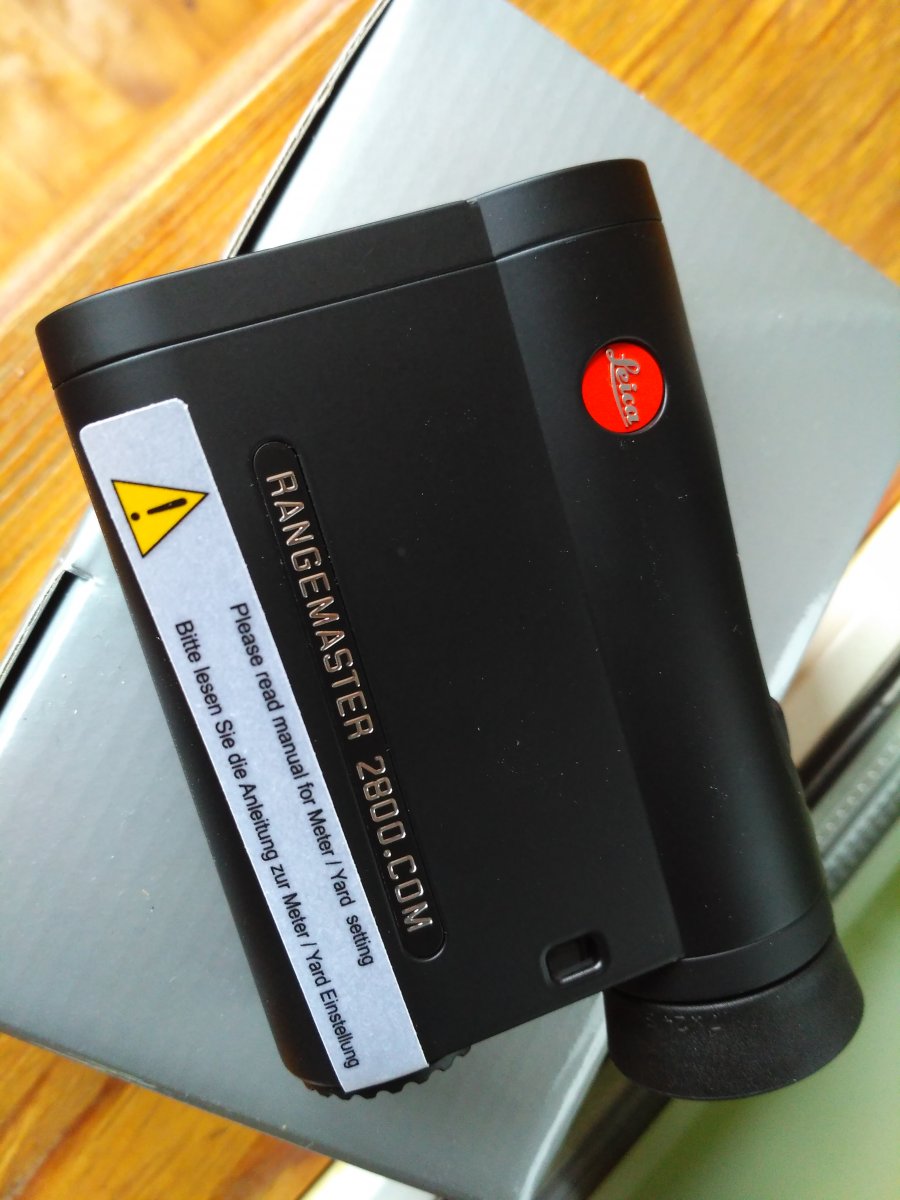 Leica
RANGEMASTER 2800.COM
Please read manual for Meter / Yard setting
Bitte lesen Sie die Anleitung zur Meter / Yard Einstellung